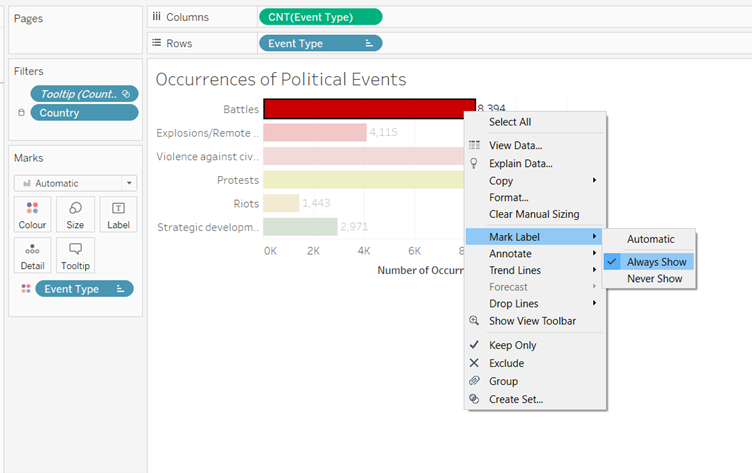 Pages
Columns
CNT(Event Type)
Rows
Event Type
Filters
Tooltip (Count..
Country
Marks
Automatic
Colour
Size
Label
Detail
Tooltip
Event Type
Occurrences of Political Events
Battles
8,394
Explosions/Remote ..
4,115
Violence against civ..
Protests
Riots
1,443
Strategic developm..
2,971
0K 2K 4K 6K 8
Number of Occurr
Select All
View Data...
Explain Data...
Copy
Format...
Clear Manual Sizing
Mark Label
Annotate
Trend Lines
Forecast
Drop Lines
Show View Toolbar
Keep Only
Exclude
Group
Create Set...
Automatic
Always Show
Never Show